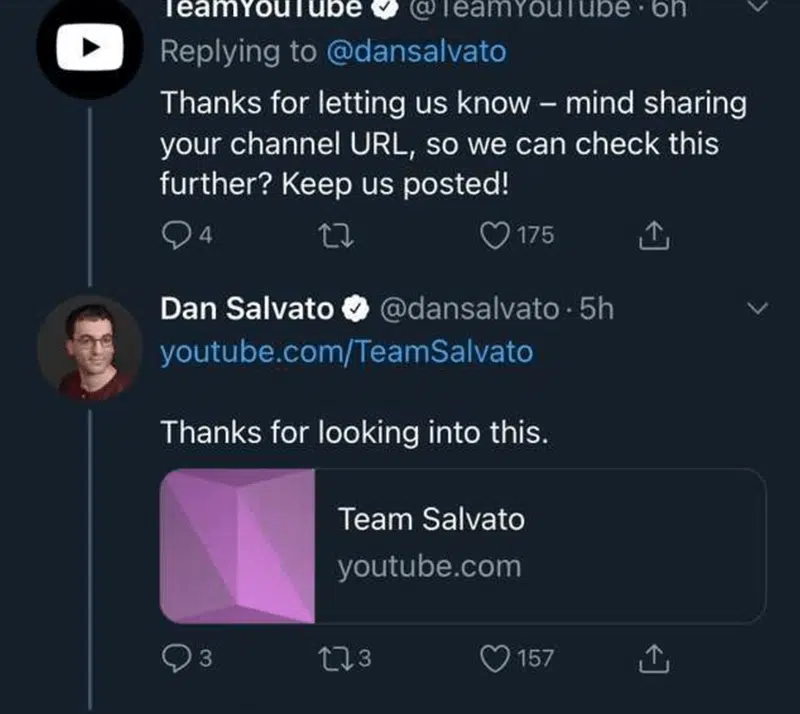 TeamYouTube @TeamYouTube · 6h
Replying to @dansalvato
Thanks for letting us know – mind sharing
your channel URL, so we can check this
further? Keep us posted!
4 175
Dan Salvato @dansalvato · 5h
youtube.com/TeamSalvato
Thanks for looking into this.
Team Salvato
youtube.com
3 3 157